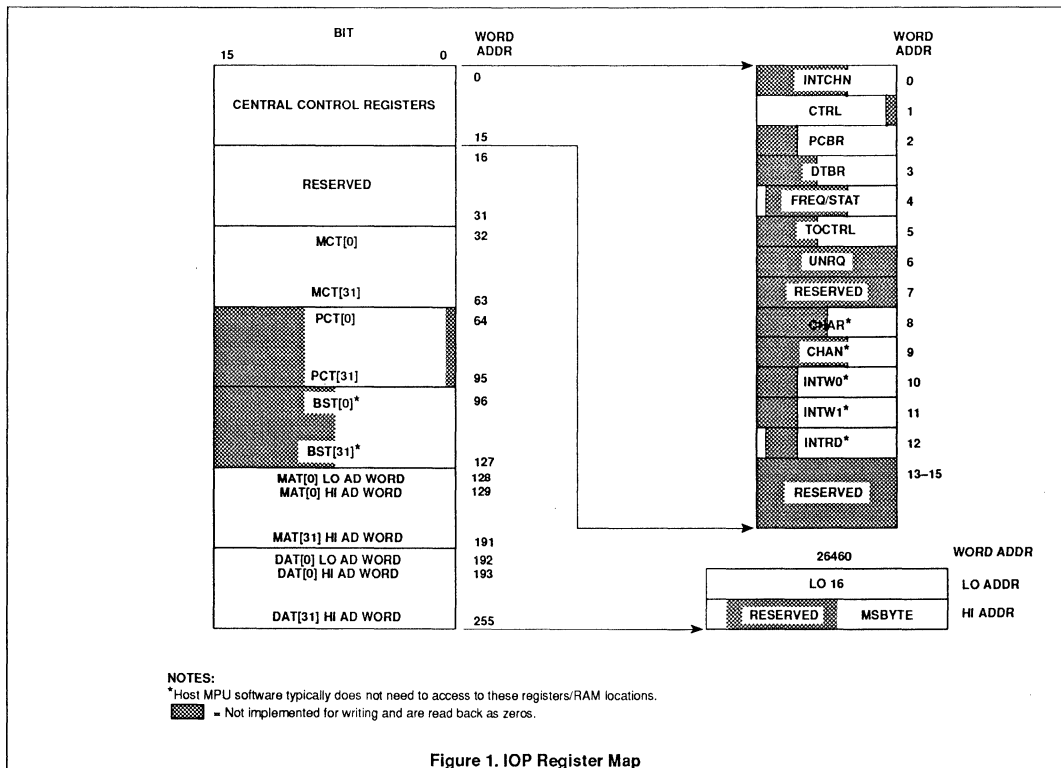 BIT
15 0
WORD
ADDR
CENTRAL CONTROL REGISTERS
0
15
RESERVED
16
31
MCT[0]
32
MCT[31]
63
PCT[0]
64
PCT[31]
95
BST[0]*
96
BST[31]*
127
MAT[0] LO AD WORD 128
MAT[0] HI AD WORD 129
MAT[31] HI AD WORD 191
DAT[0] LO AD WORD 192
DAT[0] HI AD WORD 193
DAT[31] HI AD WORD 255
WORD
ADDR
INTCHN 0
CTRL 1
PCBR 2
DTBR 3
FREQ/STAT 4
TOCTRL 5
UNRQ 6
RESERVED 7
CHAR* 8
CHAN* 9
INTW0* 10
INTW1* 11
INTRD* 12
13–15
RESERVED
26460 WORD ADDR
LO 16 LO ADDR
RESERVED MSBYTE HI ADDR
NOTES:
*Host MPU software typically does not need to access to these registers/RAM locations.
= Not implemented for writing and are read back as zeros.
Figure 1. IOP Register Map